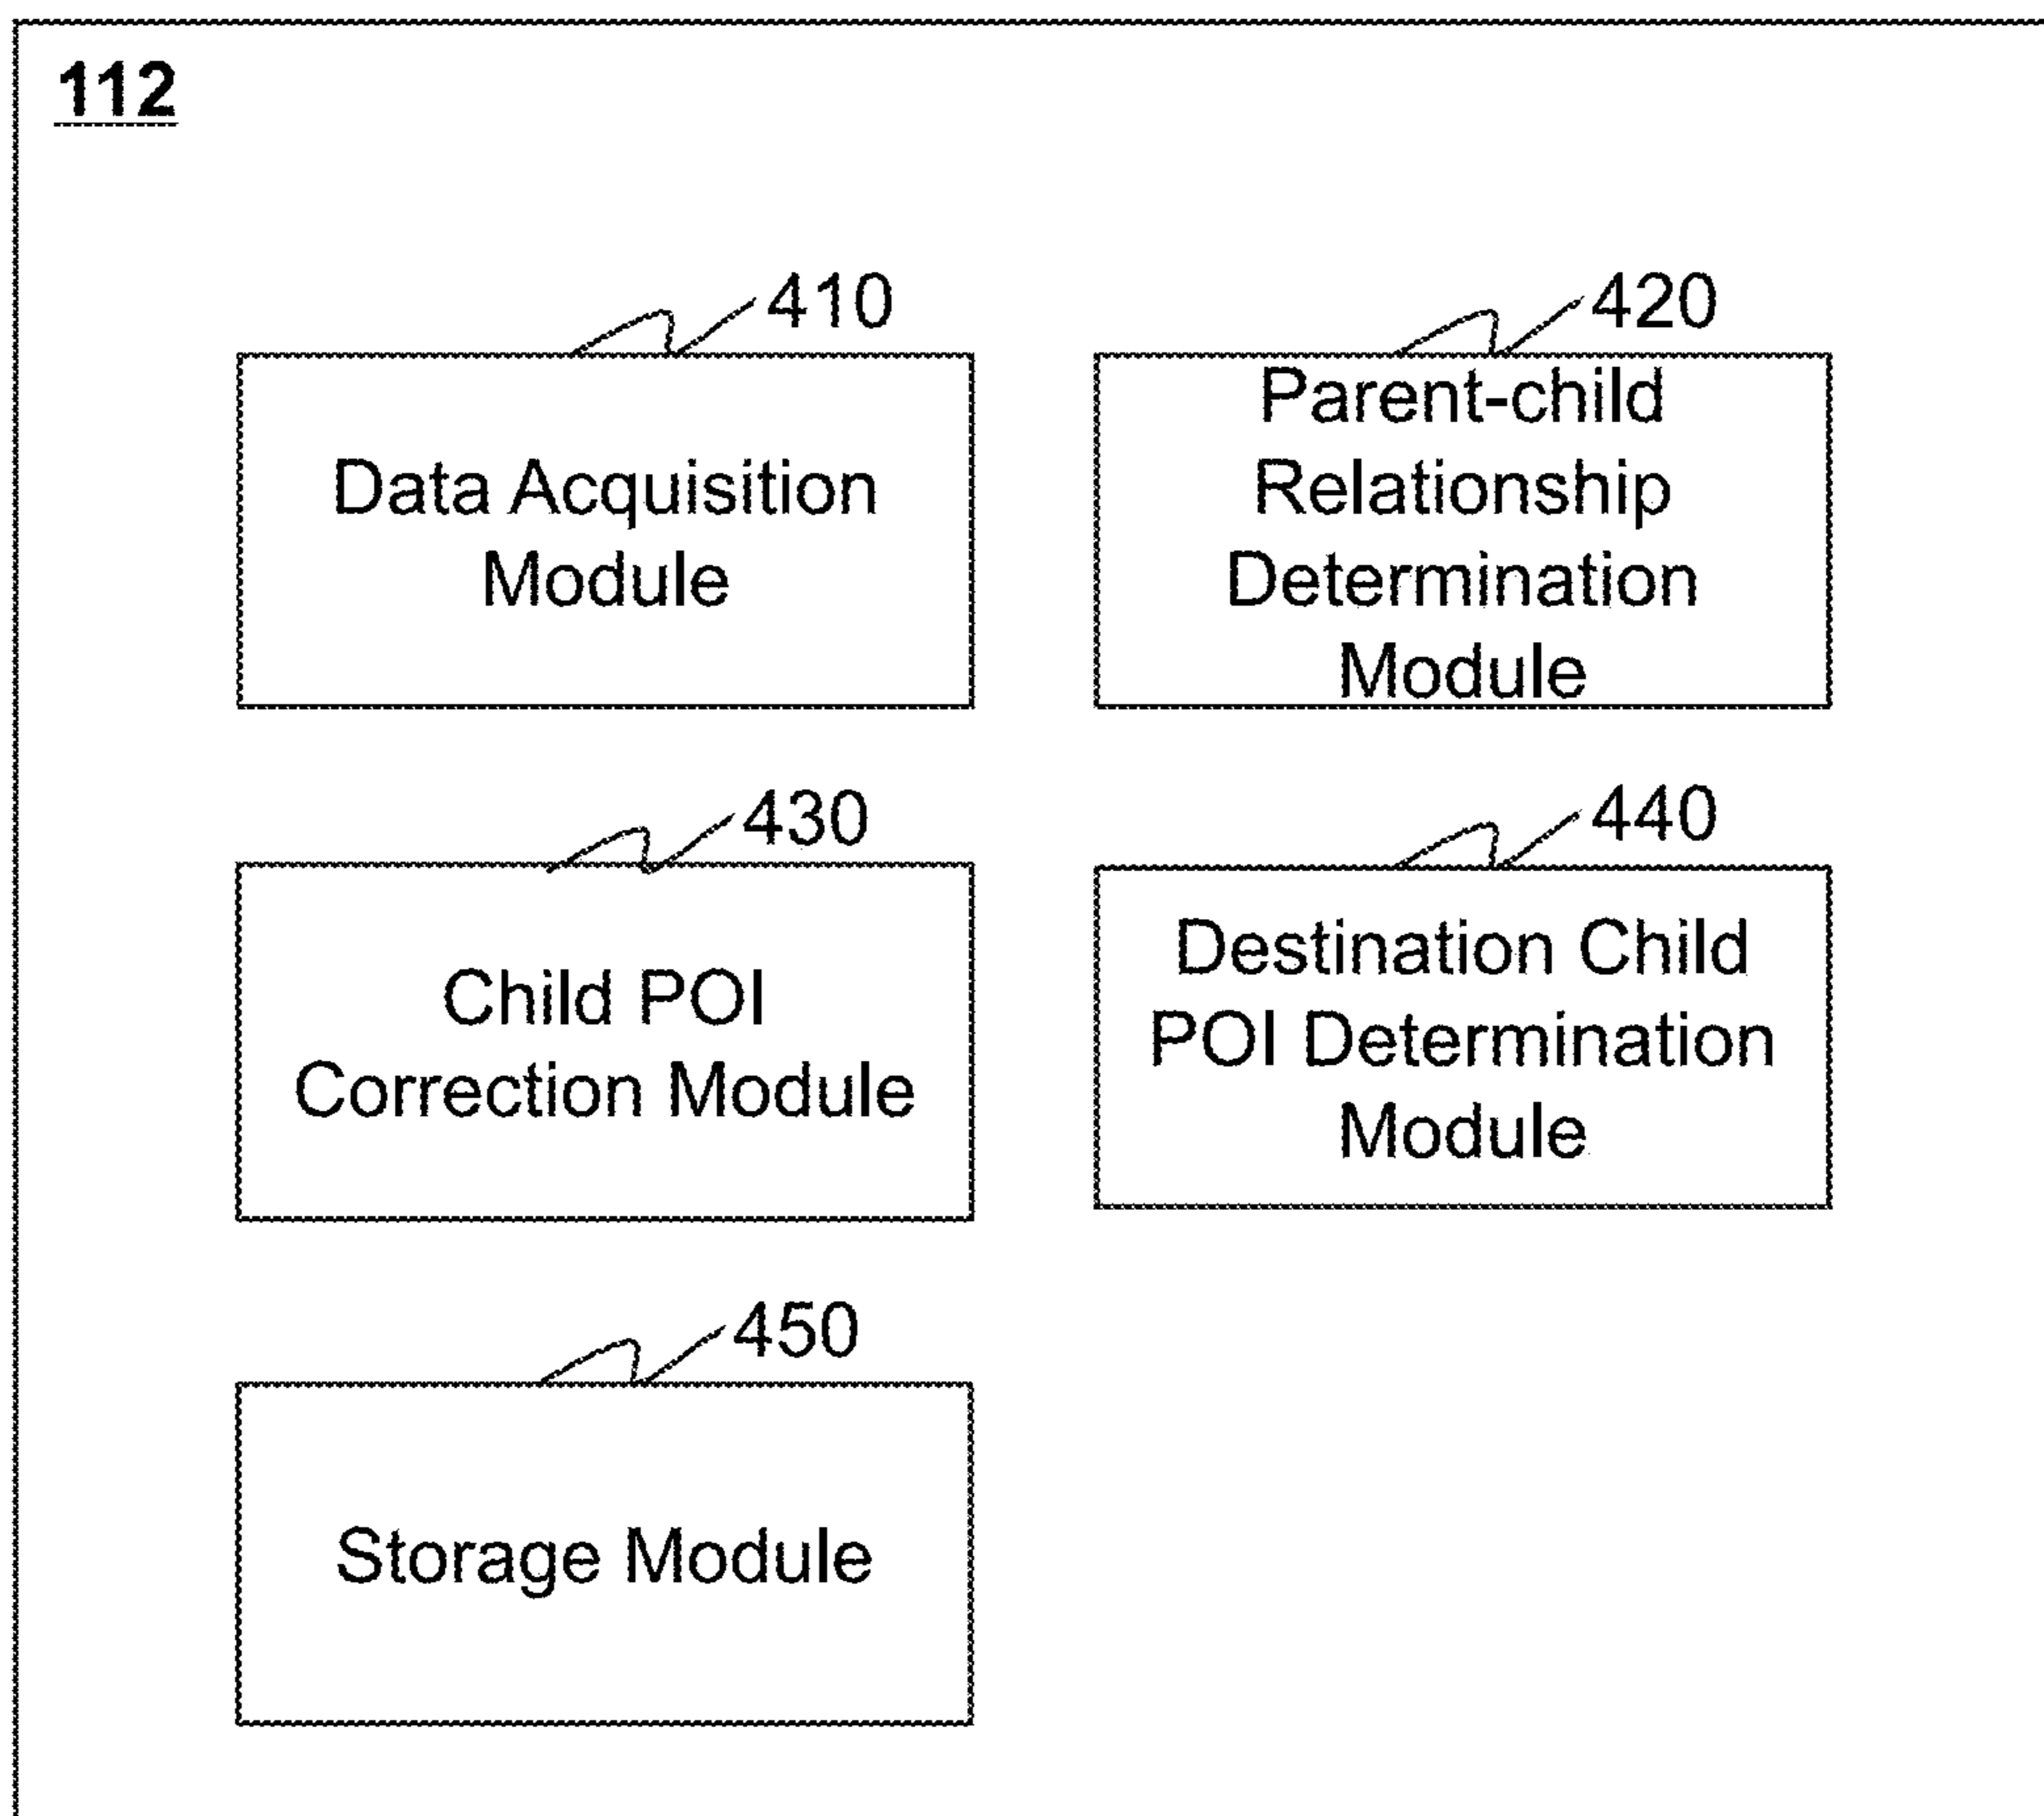 112
410
Data Acquisition
Module
420
Parent-child
Relationship
Determination
Module
430
Child POI
Correction Module
440
Destination Child
POI Determination
Module
450
Storage Module